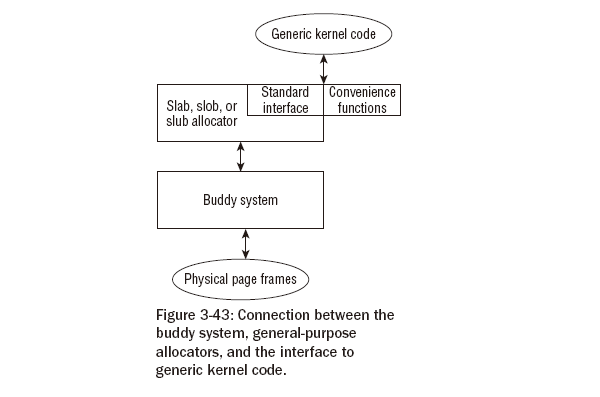 Generic kernel code
Standard
interface
Convenience
functions
Slab, slob, or
slub allocator
Buddy system
Physical page frames
Figure 3-43: Connection between the
buddy system, general-purpose
allocators, and the interface to
generic kernel code.